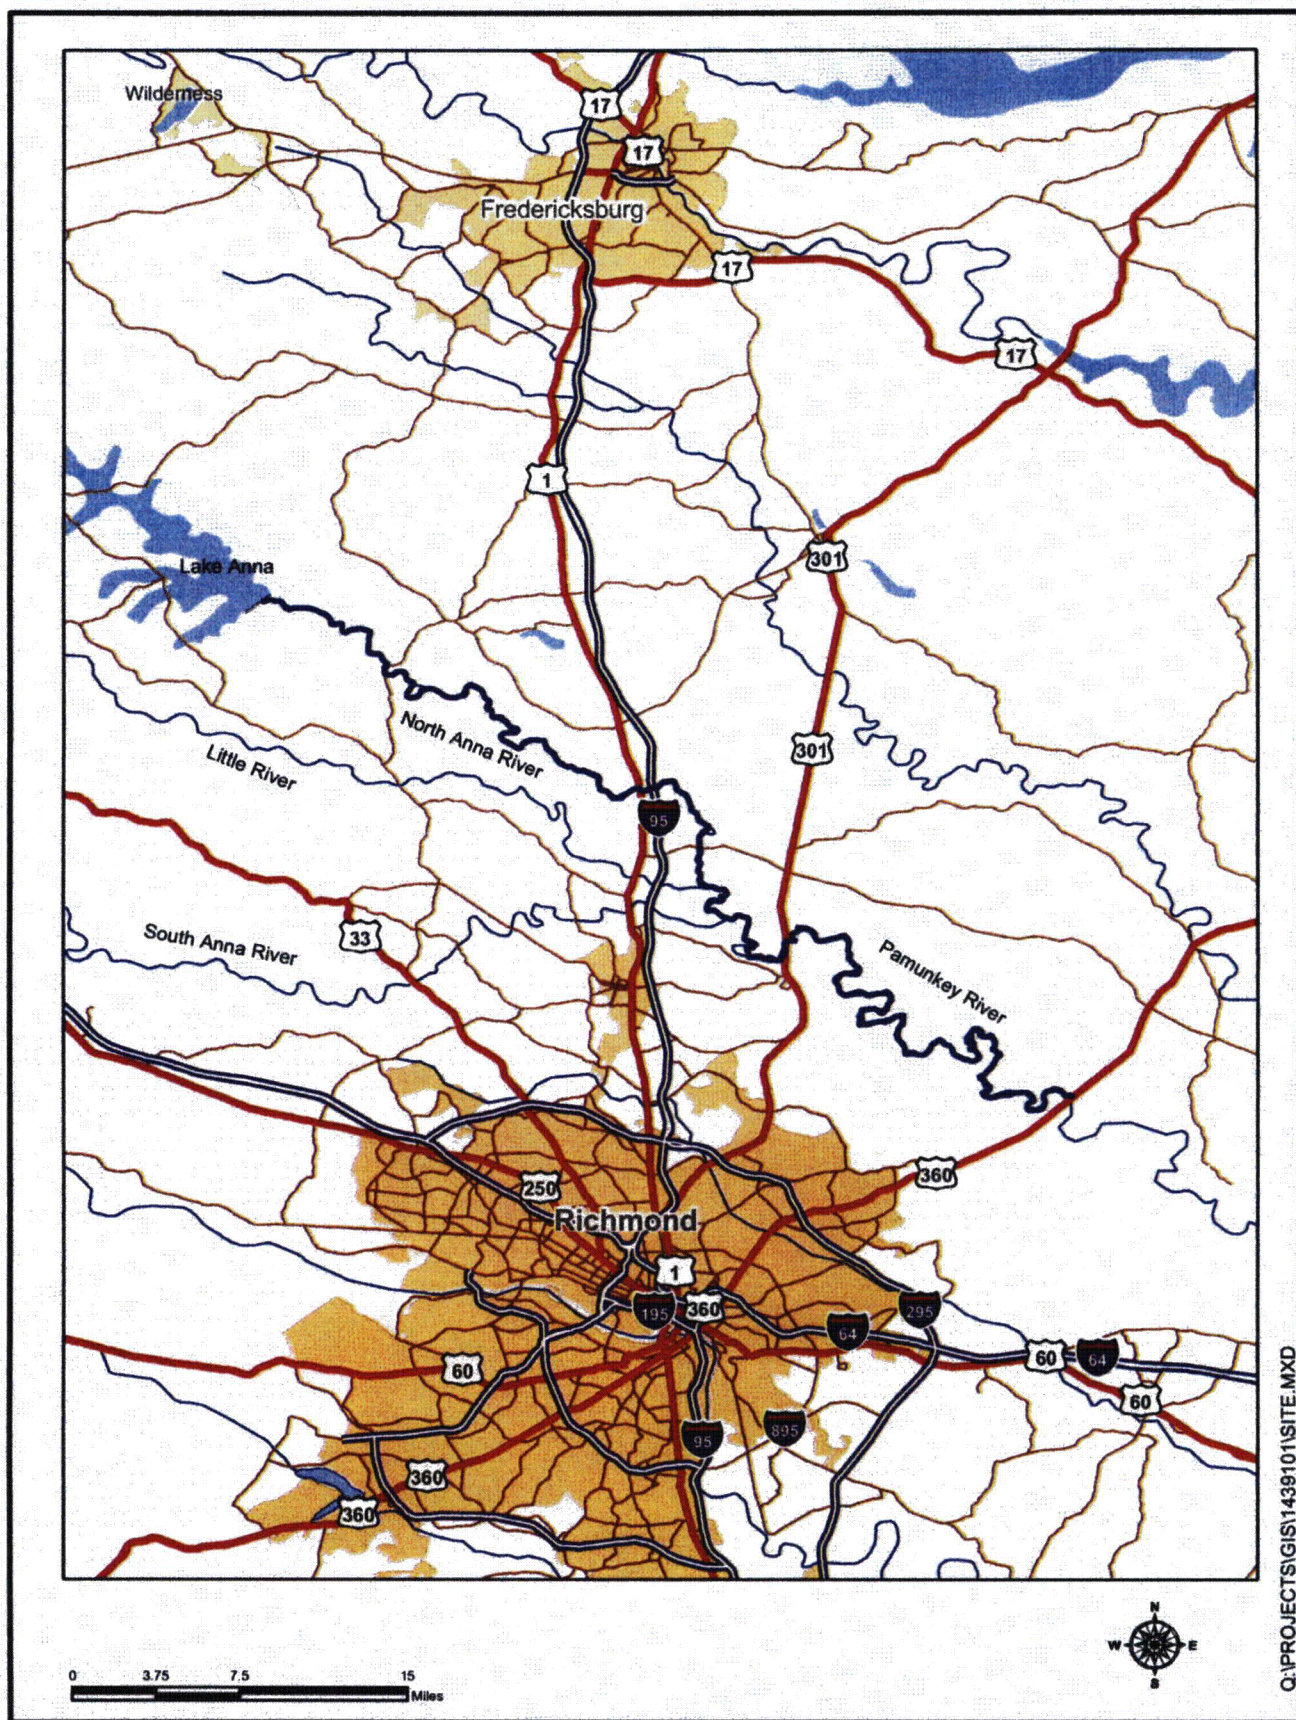 Wilderness
17
17
Fredericksburg
17
17
1
Lake Anna
301
North Anna River
301
Little River
95
33
South Anna River
Pamunkey River
360
250
Richmond
1
195
360
64
295
60
64
60
60
95
895
360
360
N
W E
S
0 3.75 7.5 15
Miles
Q:\PROJECTS\GIS\1439101\SITE.MXD